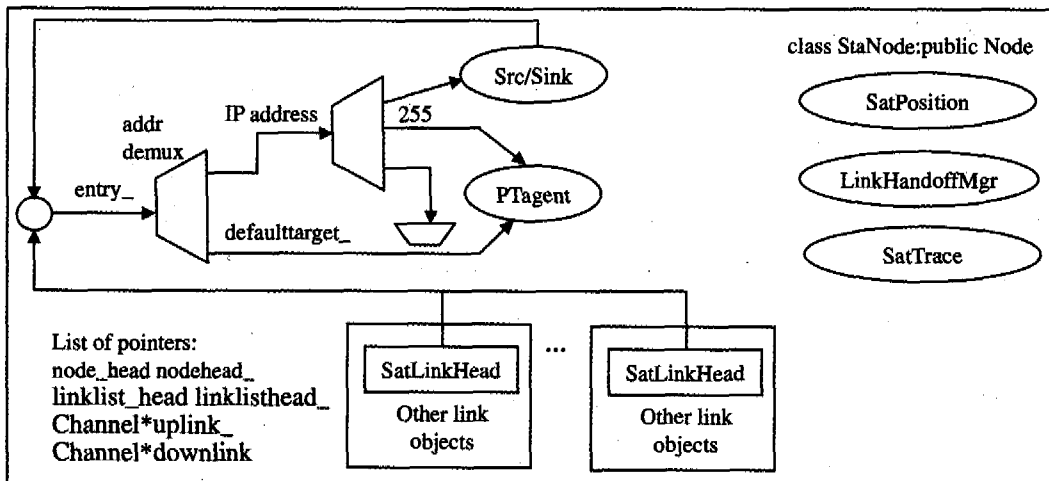 class StaNode:public Node
Src/Sink
SatPosition
IP address
255
addr
demux
PTagent
LinkHandoffMgr
entry_
defaulttarget_
SatTrace
List of pointers:
node_head nodehead_
linklist_head linklisthead_
Channel*uplink_
Channel*downlink
SatLinkHead
Other link
objects
...
SatLinkHead
Other link
objects